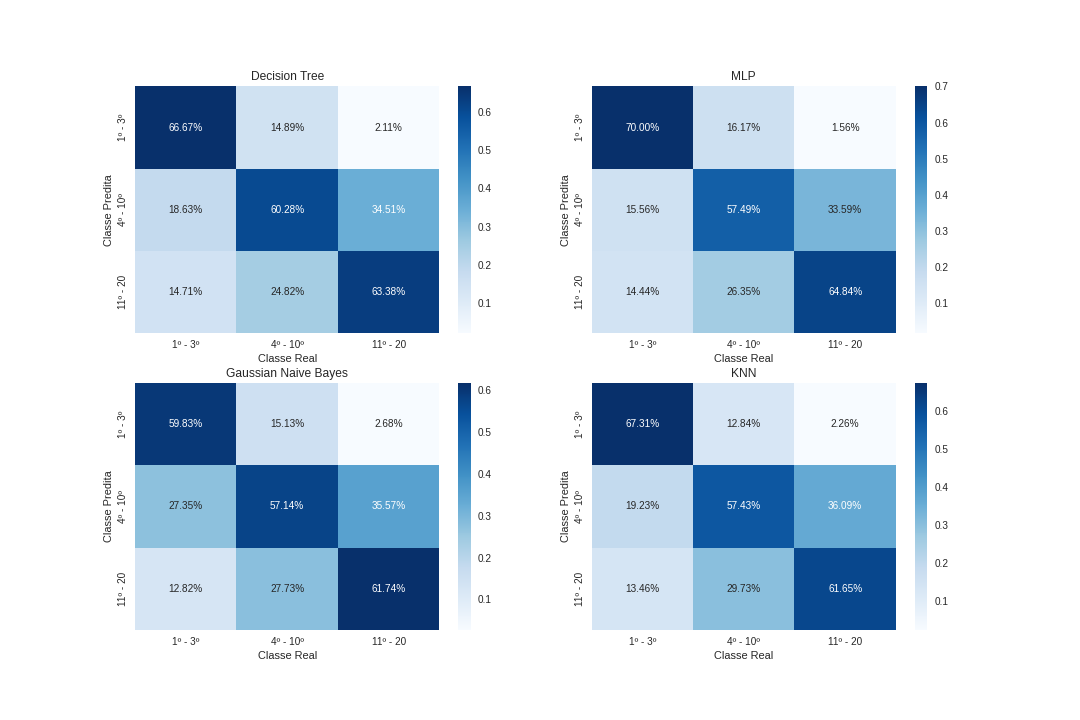 Decision Tree
Classe Predita
1º - 3º
4º - 10º
11º - 20
66.67% 14.89% 2.11%
18.63% 60.28% 34.51%
14.71% 24.82% 63.38%
1º - 3º 4º - 10º 11º - 20
Classe Real
0.6
0.5
0.4
0.3
0.2
0.1
MLP
Classe Predita
1º - 3º
4º - 10º
11º - 20
70.00% 16.17% 1.56%
15.56% 57.49% 33.59%
14.44% 26.35% 64.84%
1º - 3º 4º - 10º 11º - 20
Classe Real
0.7
0.6
0.5
0.4
0.3
0.2
0.1
Gaussian Naive Bayes
Classe Predita
1º - 3º
4º - 10º
11º - 20
59.83% 15.13% 2.68%
27.35% 57.14% 35.57%
12.82% 27.73% 61.74%
1º - 3º 4º - 10º 11º - 20
Classe Real
0.6
0.5
0.4
0.3
0.2
0.1
KNN
Classe Predita
1º - 3º
4º - 10º
11º - 20
67.31% 12.84% 2.26%
19.23% 57.43% 36.09%
13.46% 29.73% 61.65%
1º - 3º 4º - 10º 11º - 20
Classe Real
0.6
0.5
0.4
0.3
0.2
0.1